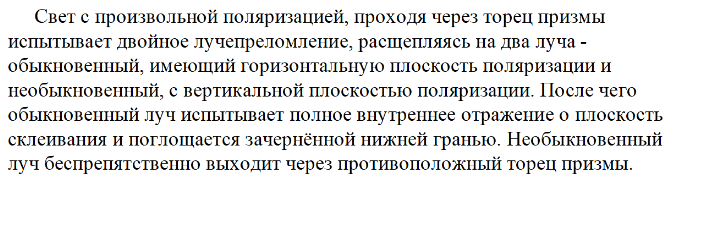 Свет с произвольной поляризацией, проходя через торец призмы
испытывает двойное лучепреломление, расщепляясь на два луча -
обыкновенный, имеющий горизонтальную плоскость поляризации и
необыкновенный, с вертикальной плоскостью поляризации. После чего
обыкновенный луч испытывает полное внутреннее отражение о плоскость
склеивания и поглощается зачернённой нижней гранью. Необыкновенный
луч беспрепятственно выходит через противоположный торец призмы.